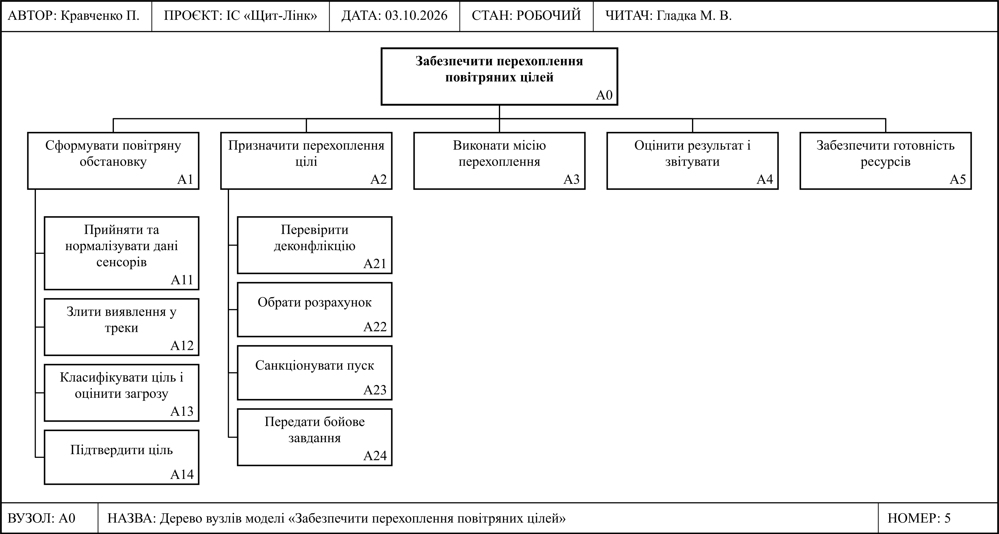 АВТОР: Кравченко П.
ПРОЄКТ: ІС «Щит-Лінк»
ДАТА: 03.10.2026
СТАН: РОБОЧИЙ
ЧИТАЧ: Гладка М. В.
Забезпечити перехоплення
повітряних цілей
A0
Сформувати повітряну
обстановку
A1
Призначити перехоплення
цілі
A2
Виконати місію
перехоплення
A3
Оцінити результат і
звітувати
A4
Забезпечити готовність
ресурсів
A5
Прийняти та
нормалізувати дані
сенсорів
A11
Злити виявлення у
треки
A12
Класифікувати ціль і
оцінити загрозу
A13
Підтвердити ціль
A14
Перевірити
деконфлікцію
A21
Обрати розрахунок
A22
Санкціонувати пуск
A23
Передати бойове
завдання
A24
ВУЗОЛ: A0
НАЗВА: Дерево вузлів моделі «Забезпечити перехоплення повітряних цілей»
НОМЕР: 5